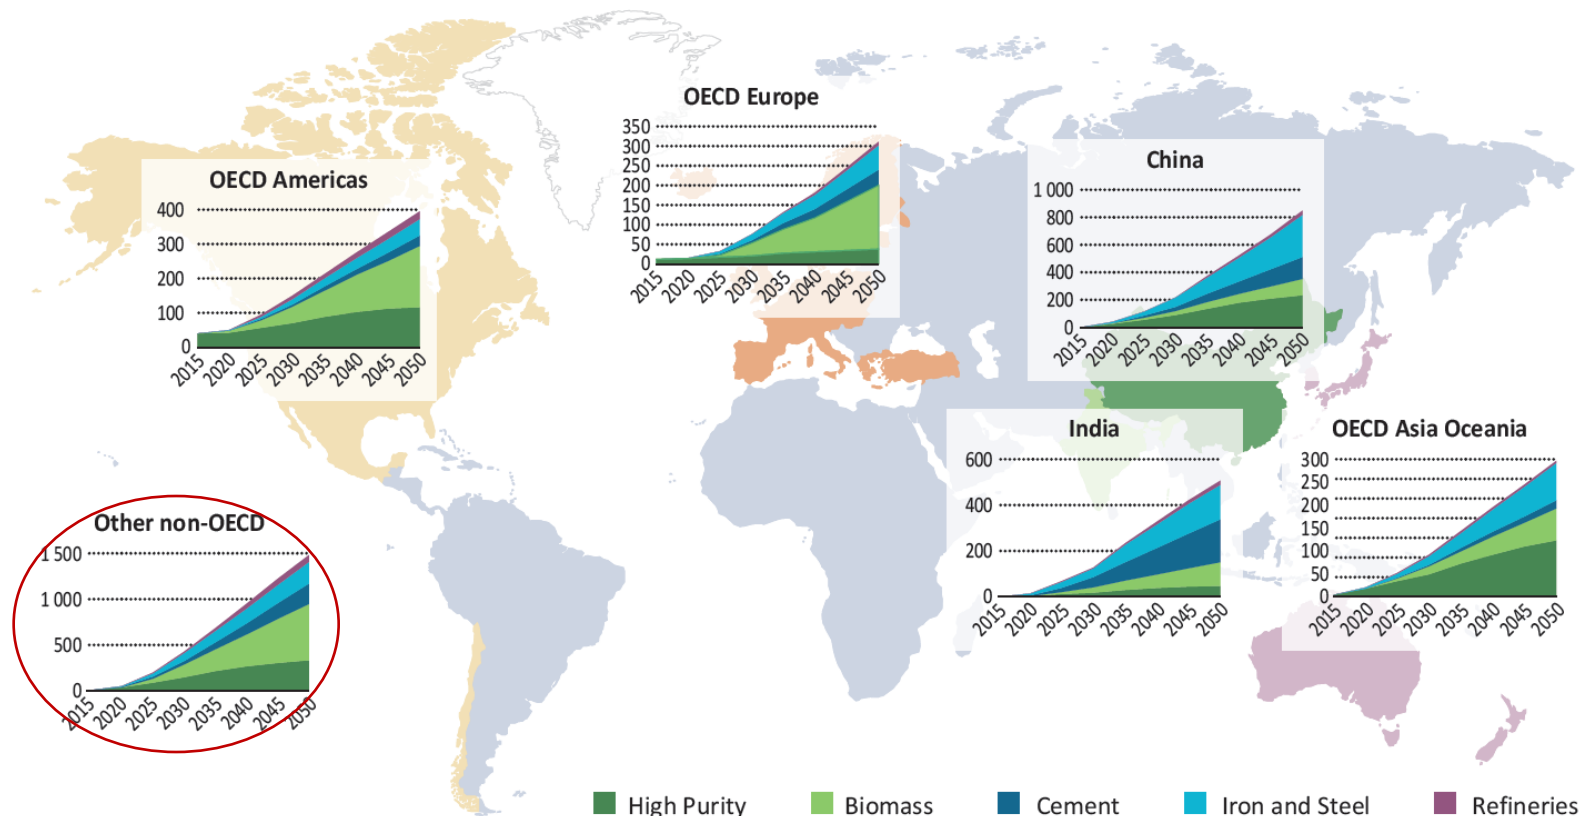 OECD Americas
400
300
200
100
0
2015 2020 2025 2030 2035 2040 2045 2050
OECD Europe
350
300
50
200
150
100
50
0
2015 2020 2025 2030 2035 2040 2045 2050
China
1 000
800
600
400
200
0
2015 2020 2025 2030 2035 2040 2045 2050
India
600
400
200
0
2015 2020 2025 2030 2035 2040 2045 2050
OECD Asia Oceania
300
250
200
150
100
50
0
2015 2020 2025 2030 2035 2040 2045 2050
Other non-OECD
1 500
1 000
500
0
2015 2020 2025 2030 2035 2040 2045 2050
High Purity Biomass Cement Iron and Steel Refineries